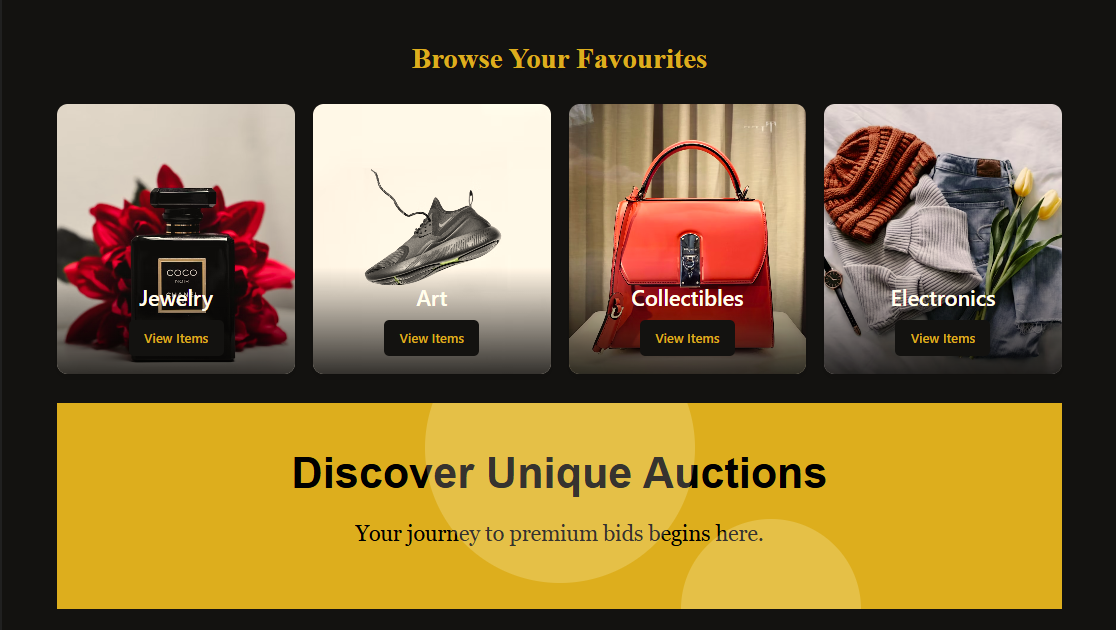 Browse Your Favourites
COCO
NOIR
Jewelry
View Items
Art
View Items
Collectibles
View Items
Electronics
View Items
Discover Unique Auctions
Your journey to premium bids begins here.